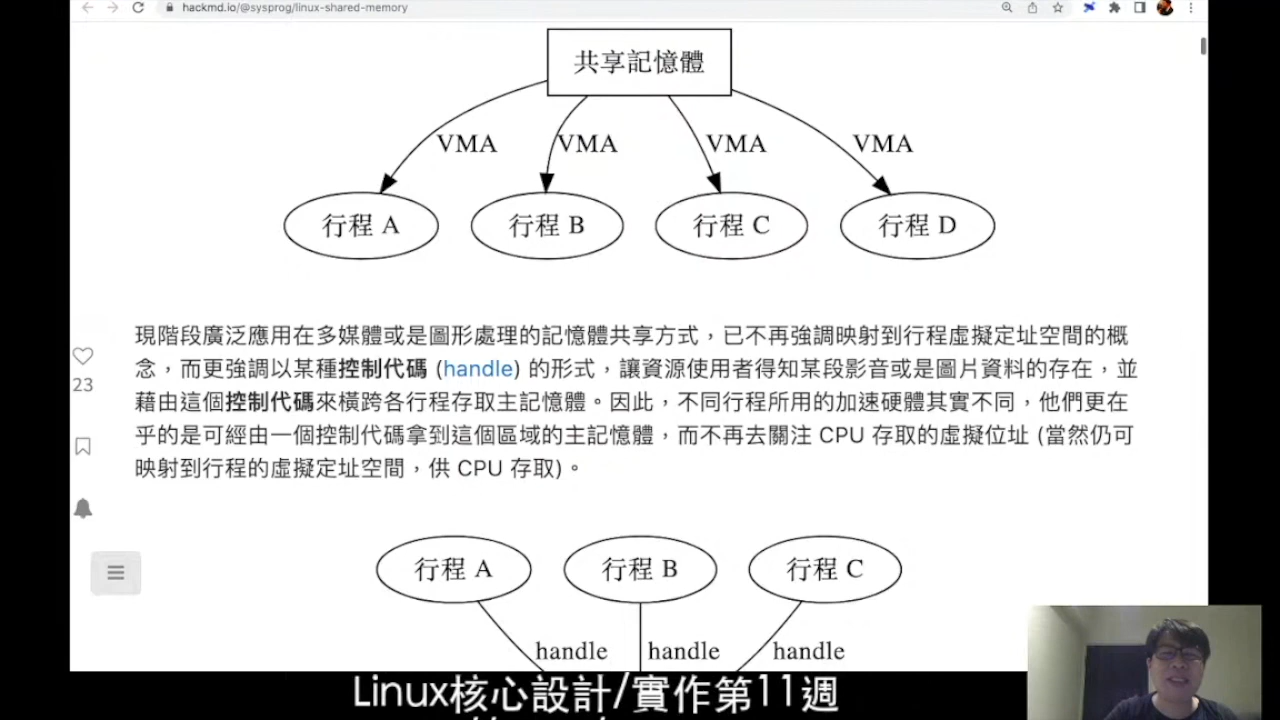 hackmd.io/@sysprog/linux-shared-memory
共享記憶體
VMA VMA VMA VMA
行程 A 行程 B 行程 C 行程 D
現階段廣泛應用在多媒體或是圖形處理的記憶體共享方式，已不再強調映射到行程虛擬定址空間的概
念，而更強調以某種控制代碼 (handle) 的形式，讓資源使用者得知某段影音或是圖片資料的存在，並
藉由這個控制代碼來橫跨各行程存取主記憶體。因此，不同行程所用的加速硬體其實不同，他們更在
乎的是可經由一個控制代碼拿到這個區域的主記憶體，而不再去關注 CPU 存取的虛擬位址 (當然仍可
映射到行程的虛擬定址空間，供 CPU 存取)。
23
行程 A 行程 B 行程 C
handle handle handle
Linux核心設計/實作第11週